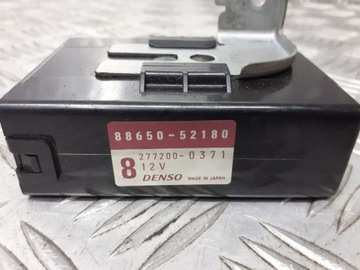 88650-52180
8 277200-0371
12V
DENSO MADE IN JAPAN